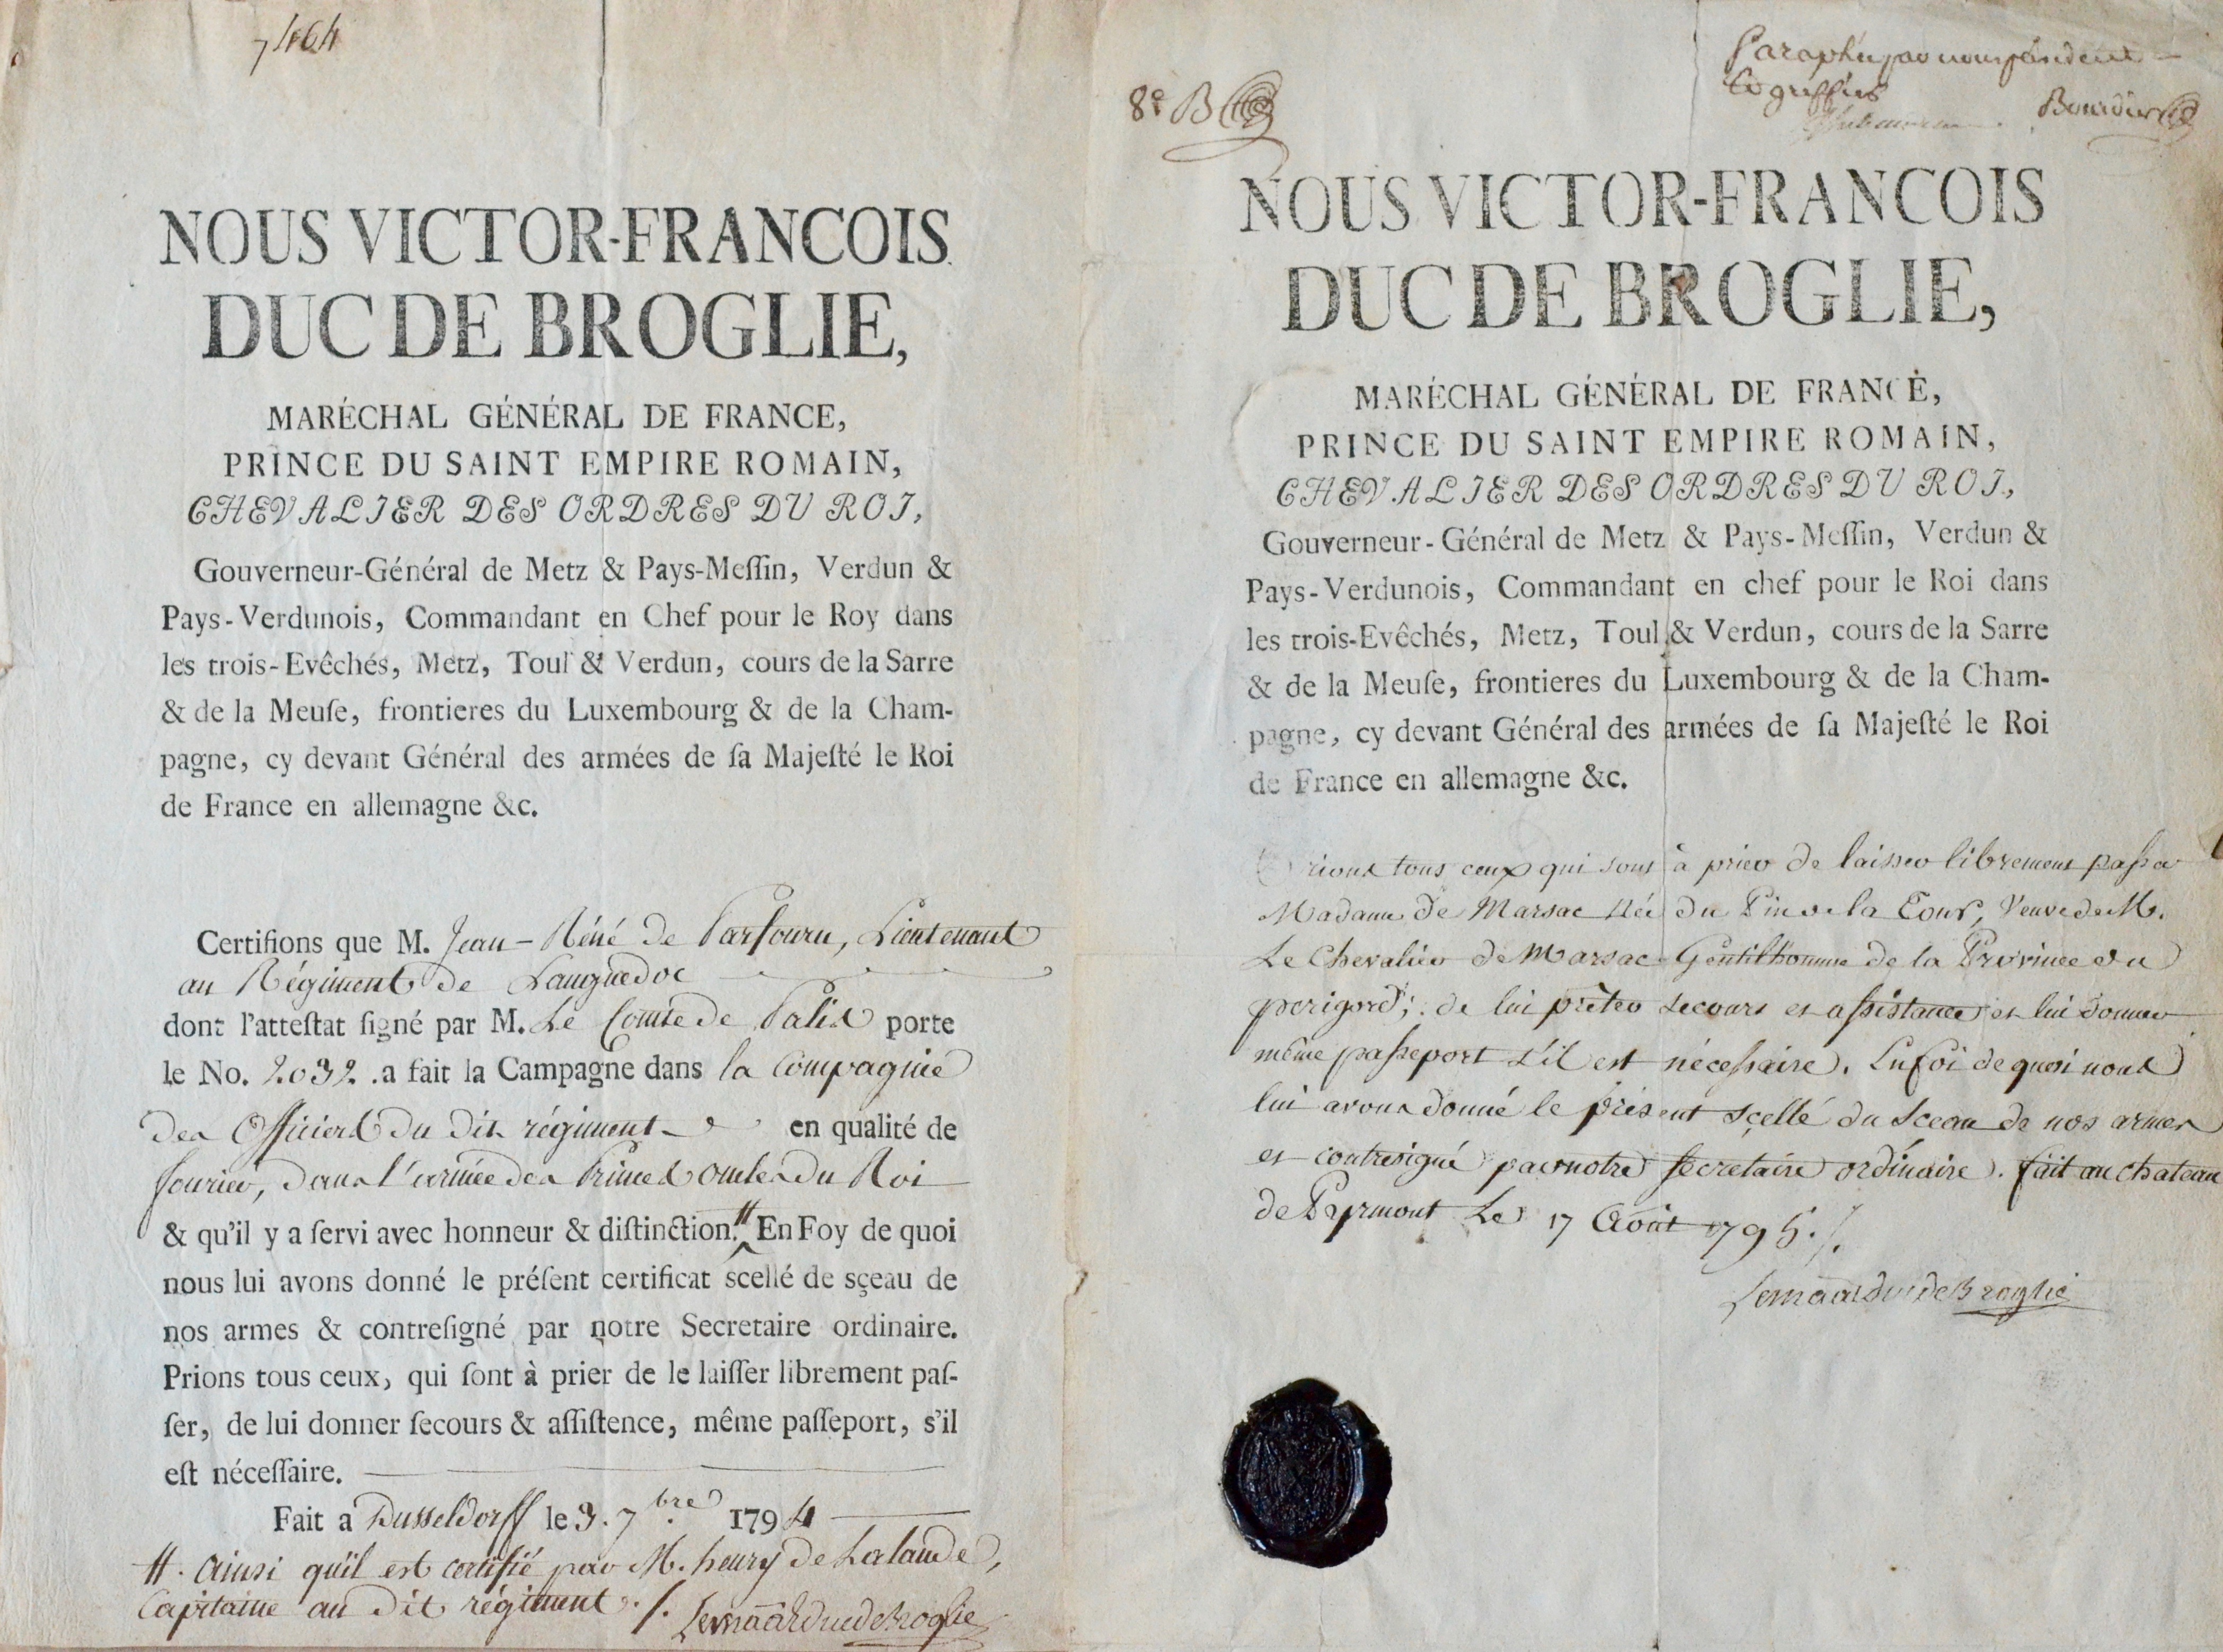 7464
NOUS VICTOR-FRANCOIS
DUC DE BROGLIE,
MARÉCHAL GÉNÉRAL DE FRANCE,
PRINCE DU SAINT EMPIRE ROMAIN,
CHEVALIER DES ORDRES DU ROI,
Gouverneur-Général de Metz & Pays-Meſſin, Verdun &
Pays-Verdunois, Commandant en Chef pour le Roy dans
les trois-Evêchés, Metz, Toul & Verdun, cours de la Sarre
& de la Meuſe, frontieres du Luxembourg & de la Cham-
pagne, cy devant Général des armées de ſa Majeſté le Roi
de France en allemagne &c.
Certifions que M. Jean-Réné de Parfouru, Lieutenant
au Régiment de Languedoc
dont l'atteſtat ſigné par M. Le Comte de Palis porte
le No. 2032. a fait la Campagne dans la Compagnie
des Officiers du dit régiment en qualité de
fourier, dans l'armée des Princes oncles du Roi
& qu'il y a ſervi avec honneur & diſtinction. # En Foy de quoi
nous lui avons donné le préſent certificat scellé de sçeau de
nos armes & contreſigné par notre Secretaire ordinaire.
Prions tous ceux, qui ſont à prier de le laiſſer librement paſ-
ſer, de lui donner ſecours & aſſiſtence, même paſſeport, s'il
eſt néceſſaire.
Fait a Dusseldorff le 3. 7bre 1794
#. Ainsi qu'il est certifié par M. henry de Lalande,
Capitaine au dit régiment ./.
Le mãal duc de Broglie
8e B
Paraphé par nous président
et greffier
Bourdier
NOUS VICTOR-FRANCOIS
DUC DE BROGLIE,
MARÉCHAL GÉNÉRAL DE FRANCE,
PRINCE DU SAINT EMPIRE ROMAIN,
CHEVALIER DES ORDRES DU ROI,
Gouverneur-Général de Metz & Pays-Meſſin, Verdun &
Pays-Verdunois, Commandant en chef pour le Roi dans
les trois-Evêchés, Metz, Toul & Verdun, cours de la Sarre
& de la Meuſe, frontieres du Luxembourg & de la Cham-
pagne, cy devant Général des armées de ſa Majeſté le Roi
de France en allemagne &c.
Prions tous ceux qui sont à prier de laisser librement passer
Madame de Marsac Née du Pin de la Tour, Veuve de M.
Le Chevalier de Marsac Gentilhomme de la Province du
perigord; de lui prêter secours et assistance et lui donner
même passeport s'il est nécessaire. En foi de quoi nous
lui avons donné le présent sçellé du sceau de nos armes
et contresigné par notre secretaire ordinaire. fait au chateau
de Pyrmont Le 17 Août 1795 ./.
Le mãal duc de Broglie